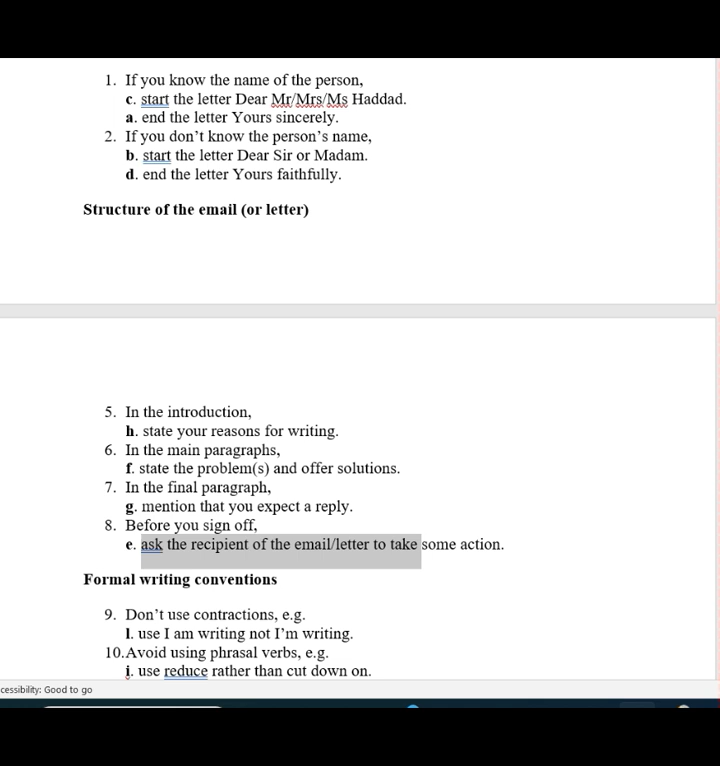 1. If you know the name of the person,
c. start the letter Dear Mr/Mrs/Ms Haddad.
a. end the letter Yours sincerely.
2. If you don't know the person's name,
b. start the letter Dear Sir or Madam.
d. end the letter Yours faithfully.
Structure of the email (or letter)
5. In the introduction,
h. state your reasons for writing.
6. In the main paragraphs,
f. state the problem(s) and offer solutions.
7. In the final paragraph,
g. mention that you expect a reply.
8. Before you sign off,
e. ask the recipient of the email/letter to take some action.
Formal writing conventions
9. Don't use contractions, e.g.
l. use I am writing not I'm writing.
10. Avoid using phrasal verbs, e.g.
j. use reduce rather than cut down on.
cessibility: Good to go